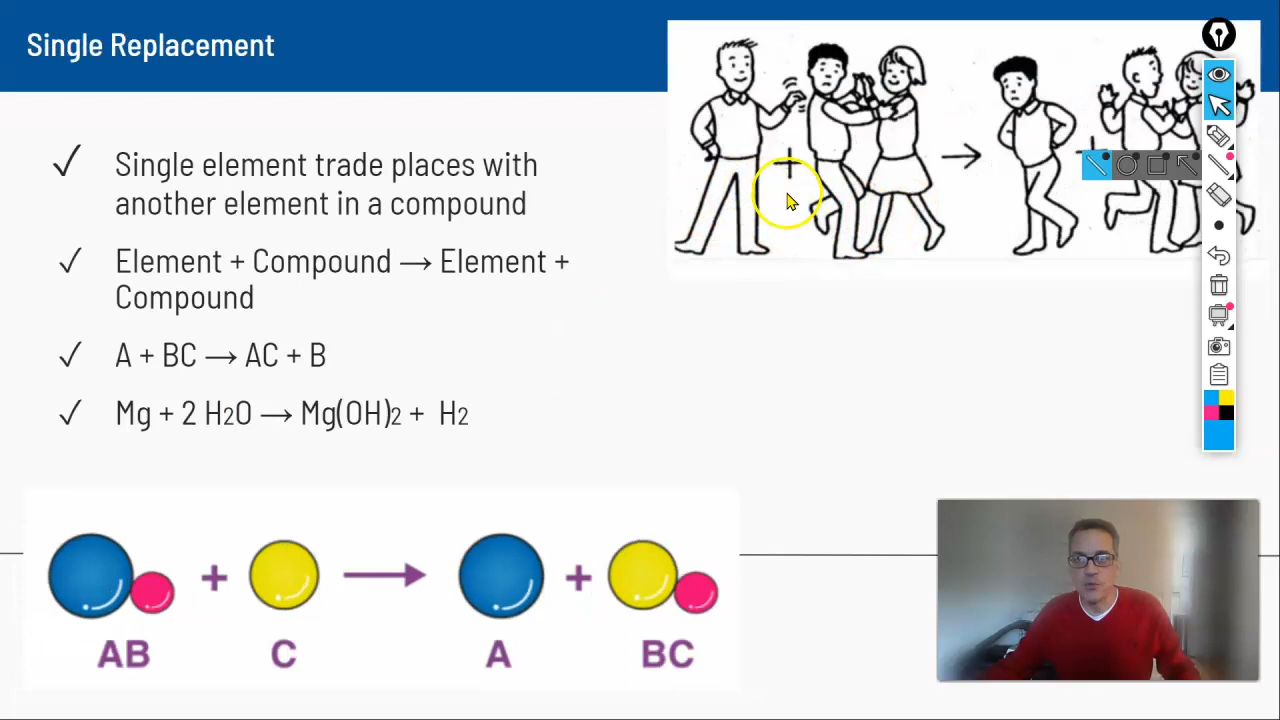 Single Replacement
✓ Single element trade places with
another element in a compound
✓ Element + Compound → Element +
Compound
✓ A + BC → AC + B
✓ Mg + 2 H2O → Mg(OH)2 + H2
+ → +
+ → +
AB C A BC